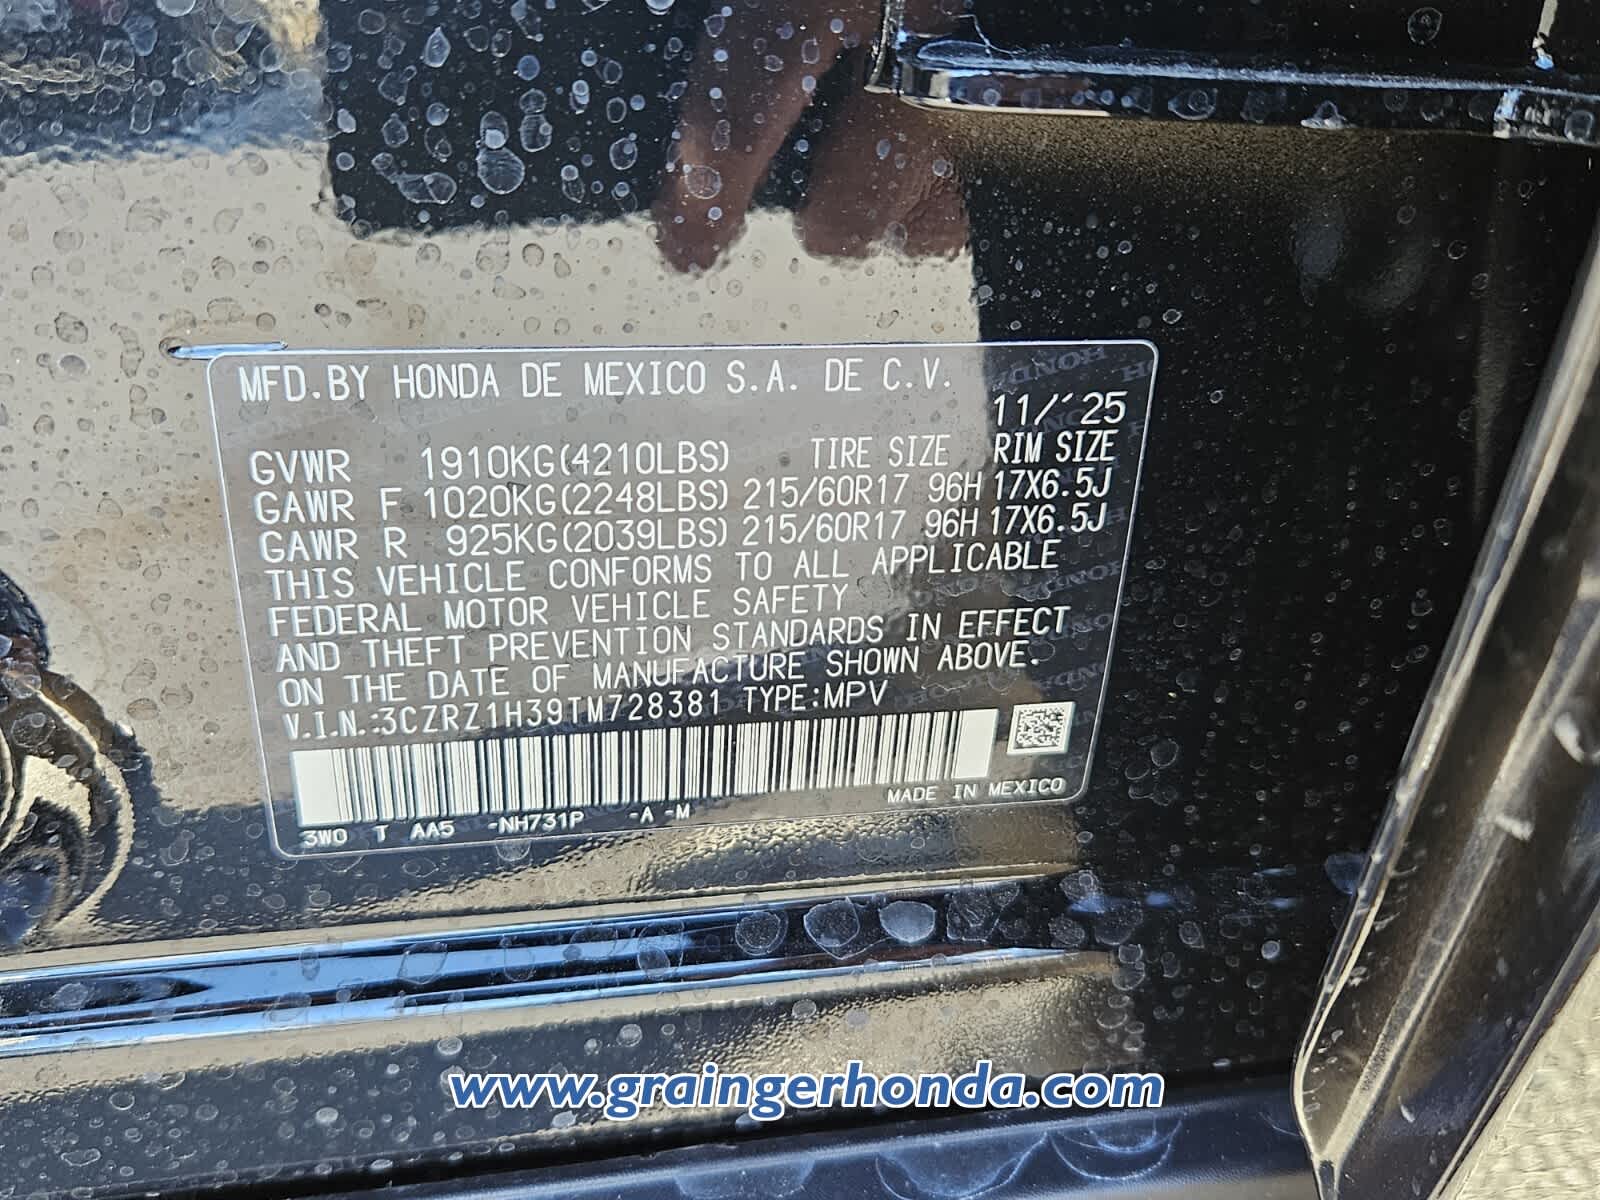 MFD.BY HONDA DE MEXICO S.A. DE C.V.
11/'25
GVWR 1910KG(4210LBS) TIRE SIZE RIM SIZE
GAWR F 1020KG(2248LBS) 215/60R17 96H 17X6.5J
GAWR R 925KG(2039LBS) 215/60R17 96H 17X6.5J
THIS VEHICLE CONFORMS TO ALL APPLICABLE
FEDERAL MOTOR VEHICLE SAFETY
AND THEFT PREVENTION STANDARDS IN EFFECT
ON THE DATE OF MANUFACTURE SHOWN ABOVE.
V.I.N.:3CZRZ1H39TM728381 TYPE:MPV
MADE IN MEXICO
3W0 T AA5 -NH731P -A -M
www.graingerhonda.com